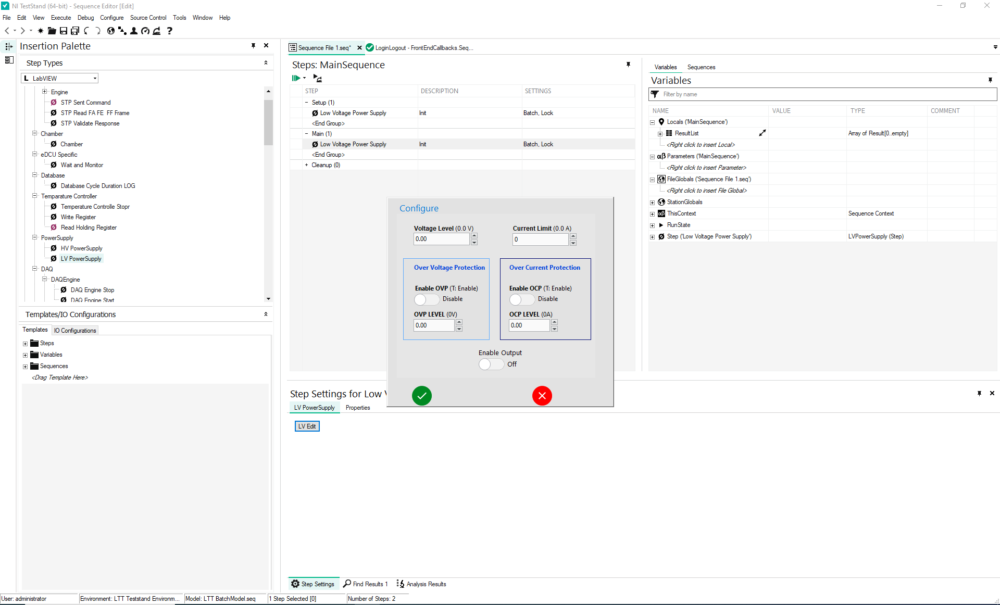 NI TestStand (64-bit) - Sequence Editor [Edit]
File Edit View Execute Debug Configure Source Control Tools Window Help
Insertion Palette
Step Types
LabVIEW
Engine
STP Sent Command
STP Read FA FE  FF Frame
STP Validate Response
Chamber
Chamber
eDCU Specific
Wait and Monitor
Database
Database Cycle Duration LOG
Temparature Controller
Temperature Controlle Stopr
Write Register
Read Holding Register
PowerSupply
HV PowerSupply
LV PowerSupply
DAQ
DAQEngine
DAQ Engine Stop
DAQ Engine Start
Templates/IO Configurations
Templates IO Configurations
Steps
Variables
Sequences
<Drag Template Here>
Sequence File 1.seq* LoginLogout - FrontEndCallbacks.Seq...
Steps: MainSequence
STEP DESCRIPTION SETTINGS
Setup (1)
Low Voltage Power Supply Init Batch, Lock
<End Group>
Main (1)
Low Voltage Power Supply Init Batch, Lock
<End Group>
Cleanup (0)
Configure
Voltage Level (0.0 V) Current Limit (0.0 A)
0.00 0
Over Voltage Protection Over Current Protection
Enable OVP (T: Enable) Enable OCP (T: Enable)
Disable Disable
OVP LEVEL (0V) OCP LEVEL (0A)
0.00 0.00
Enable Output
Off
Variables Sequences
Variables
Filter by name
NAME VALUE TYPE COMMENT
Locals ('MainSequence')
ResultList Array of Result[0..empty]
<Right click to insert Local>
Parameters ('MainSequence')
<Right click to insert Parameter>
FileGlobals ('Sequence File 1.seq')
<Right click to insert File Global>
StationGlobals
ThisContext Sequence Context
RunState
Step ('Low Voltage Power Supply') LVPowerSupply (Step)
Step Settings for Low
LV PowerSupply Properties
LV Edit
Step Settings Find Results 1 Analysis Results
User: administrator Environment: LTT Teststand Environm... Model: LTT BatchModel.seq 1 Step Selected [0] Number of Steps: 2